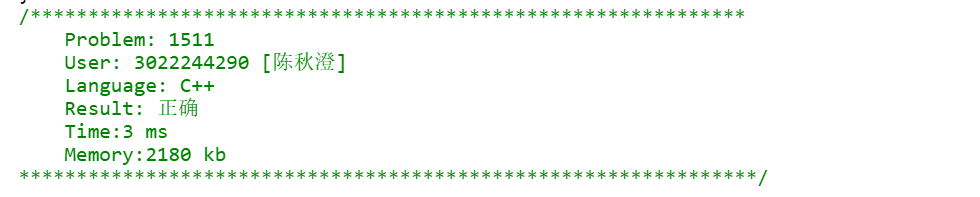 /**************************************************************
    Problem: 1511
    User: 3022244290 [陈秋澄]
    Language: C++
    Result: 正确
    Time:3 ms
    Memory:2180 kb
****************************************************************/